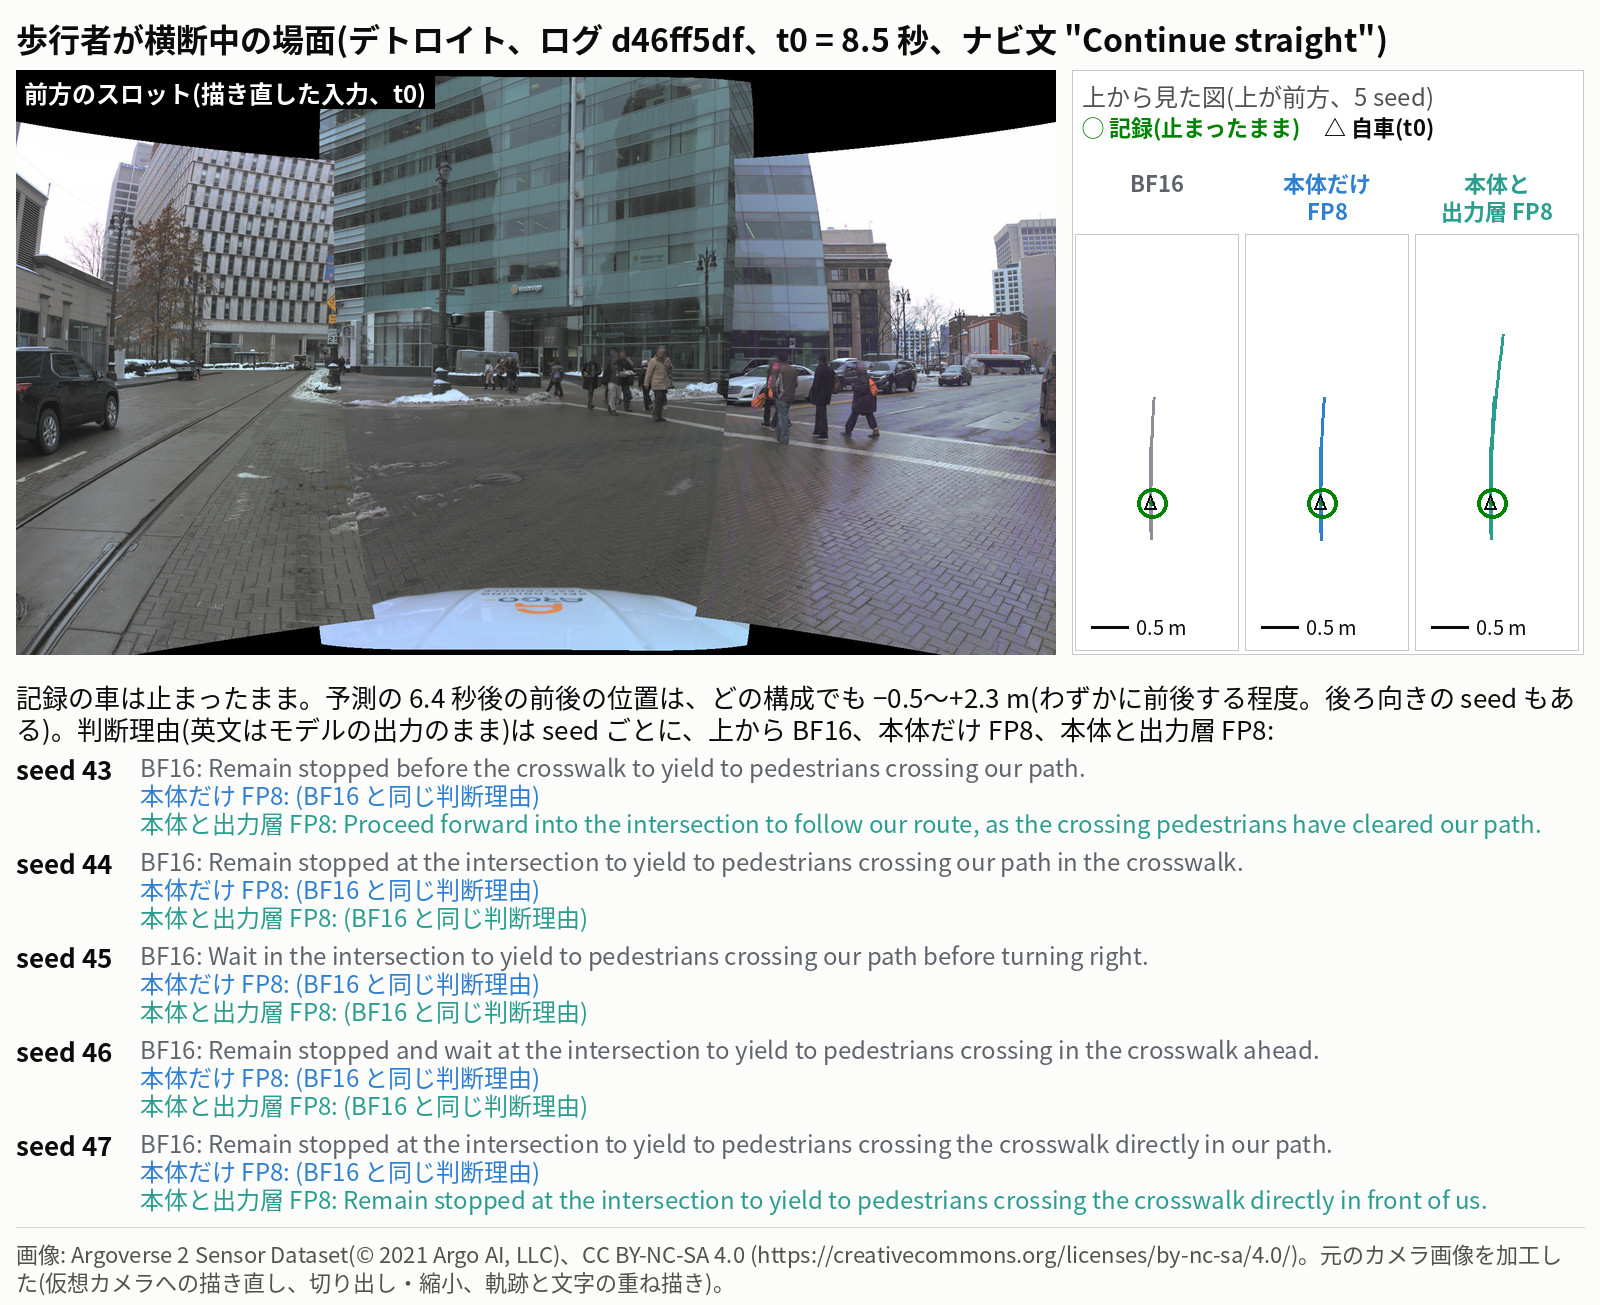 歩行者が横断中の場面(デトロイト、ログ d46ff5df、t0 = 8.5 秒、ナビ文 "Continue straight")
前方のスロット(描き直した入力、t0)
上から見た図(上が前方、5 seed)
○ 記録(止まったまま) △ 自車(t0)
BF16
本体だけ
FP8
本体と
出力層 FP8
0.5 m
0.5 m
0.5 m
記録の車は止まったまま。予測の 6.4 秒後の前後の位置は、どの構成でも −0.5〜+2.3 m(わずかに前後する程度。後ろ向きの seed もあ
る)。判断理由(英文はモデルの出力のまま)は seed ごとに、上から BF16、本体だけ FP8、本体と出力層 FP8:
seed 43
BF16: Remain stopped before the crosswalk to yield to pedestrians crossing our path.
本体だけ FP8: (BF16 と同じ判断理由)
本体と出力層 FP8: Proceed forward into the intersection to follow our route, as the crossing pedestrians have cleared our path.
seed 44
BF16: Remain stopped at the intersection to yield to pedestrians crossing our path in the crosswalk.
本体だけ FP8: (BF16 と同じ判断理由)
本体と出力層 FP8: (BF16 と同じ判断理由)
seed 45
BF16: Wait in the intersection to yield to pedestrians crossing our path before turning right.
本体だけ FP8: (BF16 と同じ判断理由)
本体と出力層 FP8: (BF16 と同じ判断理由)
seed 46
BF16: Remain stopped and wait at the intersection to yield to pedestrians crossing in the crosswalk ahead.
本体だけ FP8: (BF16 と同じ判断理由)
本体と出力層 FP8: (BF16 と同じ判断理由)
seed 47
BF16: Remain stopped at the intersection to yield to pedestrians crossing the crosswalk directly in our path.
本体だけ FP8: (BF16 と同じ判断理由)
本体と出力層 FP8: Remain stopped at the intersection to yield to pedestrians crossing the crosswalk directly in front of us.
画像: Argoverse 2 Sensor Dataset(© 2021 Argo AI, LLC)、CC BY-NC-SA 4.0 (https://creativecommons.org/licenses/by-nc-sa/4.0/)。元のカメラ画像を加工し
た(仮想カメラへの描き直し、切り出し・縮小、軌跡と文字の重ね描き)。